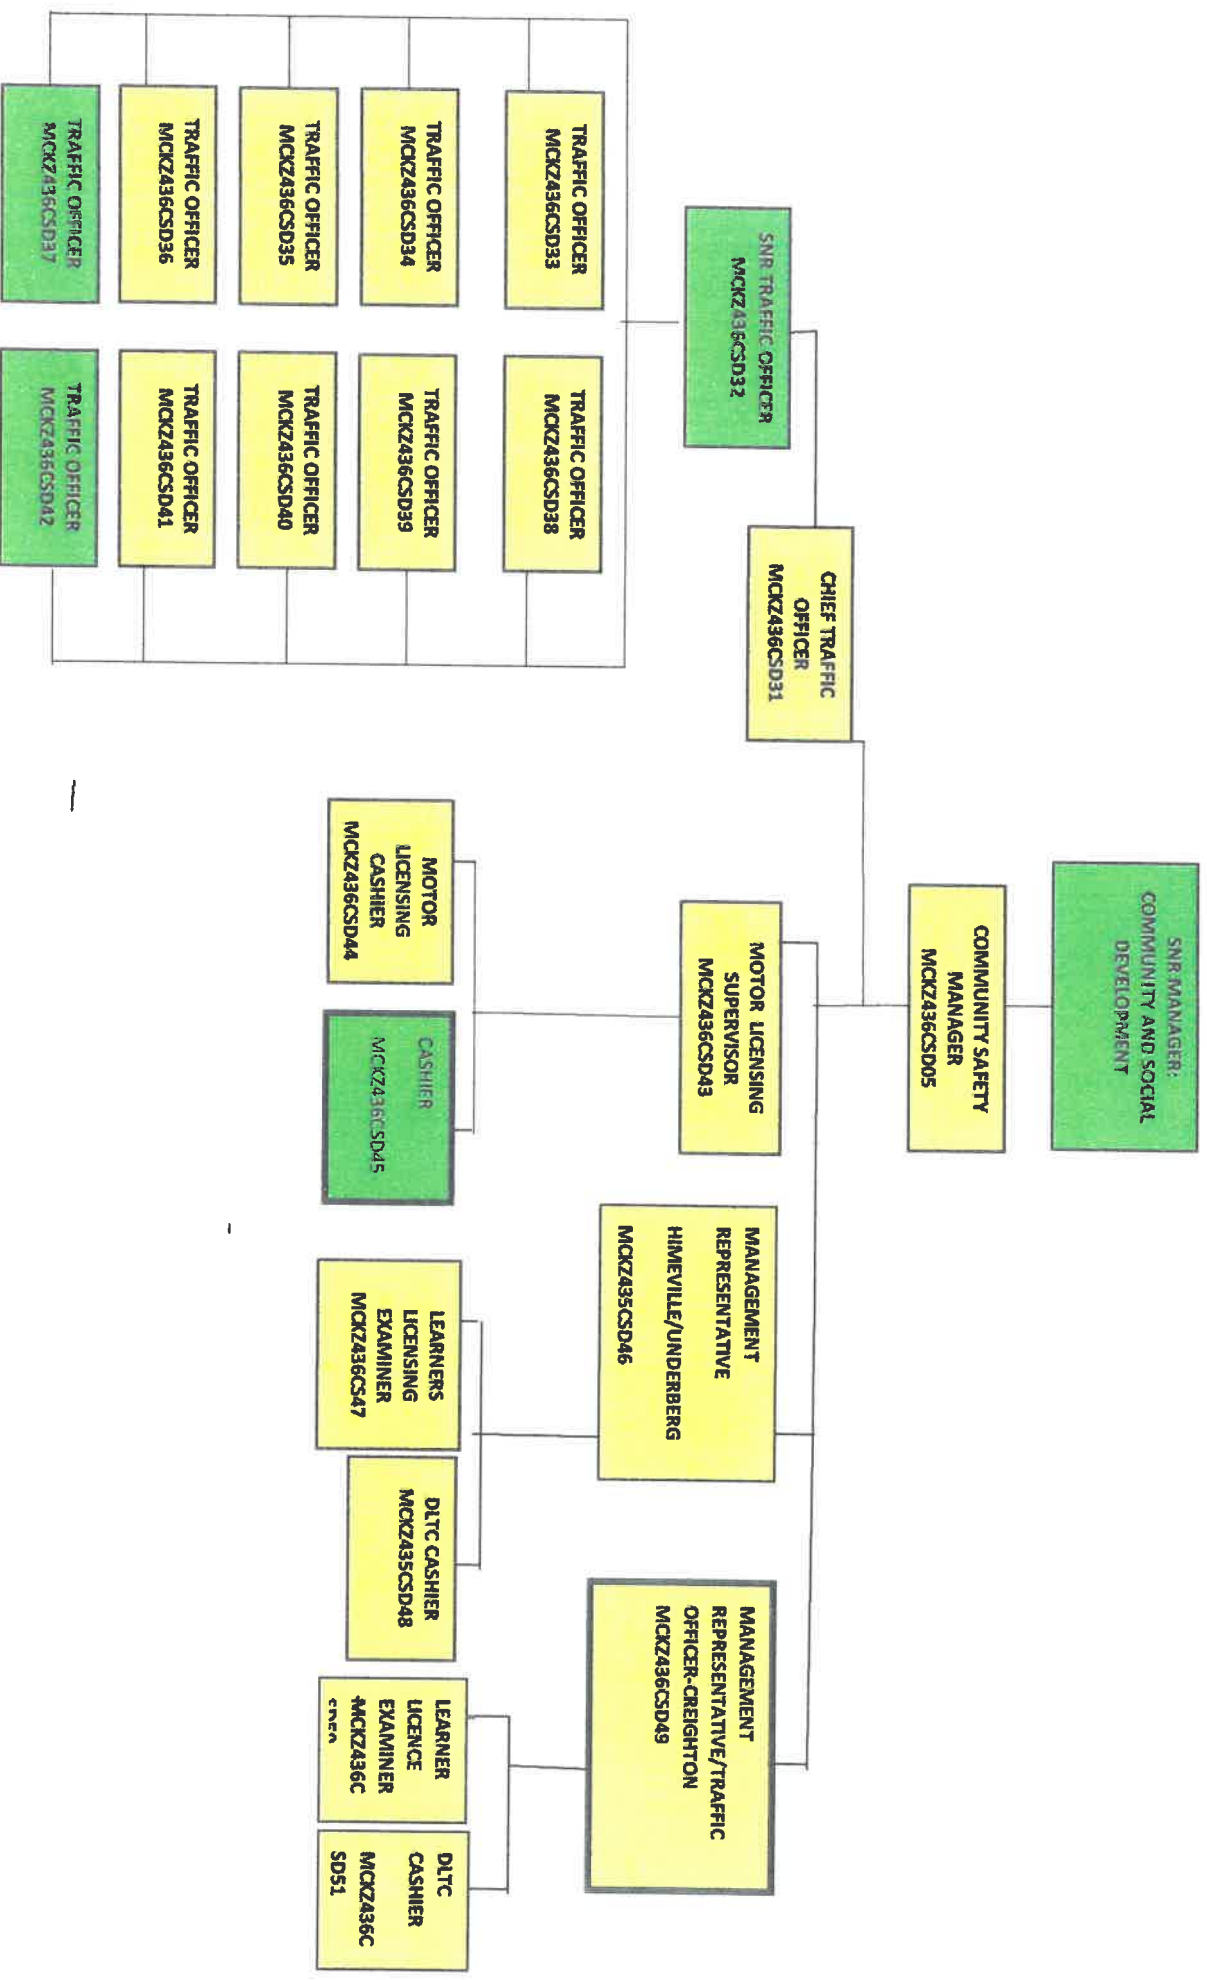 SNR MANAGER:
COMMUNITY AND SOCIAL
DEVELOPMENT
COMMUNITY SAFETY
MANAGER
MCKZ436CSD05
CHIEF TRAFFIC
OFFICER
MCKZ436CSD31
SNR TRAFFIC OFFICER
MCKZ436CSD32
TRAFFIC OFFICER
MCKZ436CSD33
TRAFFIC OFFICER
MCKZ436CSD38
TRAFFIC OFFICER
MCKZ436CSD34
TRAFFIC OFFICER
MCKZ436CSD39
TRAFFIC OFFICER
MCKZ436CSD35
TRAFFIC OFFICER
MCKZ436CSD40
TRAFFIC OFFICER
MCKZ436CSD36
TRAFFIC OFFICER
MCKZ436CSD41
TRAFFIC OFFICER
MCKZ436CSD37
TRAFFIC OFFICER
MCKZ436CSD42
MOTOR LICENSING
SUPERVISOR
MCKZ436CSD43
MOTOR
LICENSING
CASHIER
MCKZ436CSD44
CASHIER
MCKZ436CSD45
MANAGEMENT
REPRESENTATIVE
HIMEVILLE/UNDERBERG
MCKZ435CSD46
LEARNERS
LICENSING
EXAMINER
MCKZ436CS47
DLTC CASHIER
MCKZ435CSD48
MANAGEMENT
REPRESENTATIVE/TRAFFIC
OFFICER-CREIGHTON
MCKZ436CSD49
LEARNER
LICENCE
EXAMINER
MCKZ436C
DLTC
CASHIER
MCKZ436C
SD51